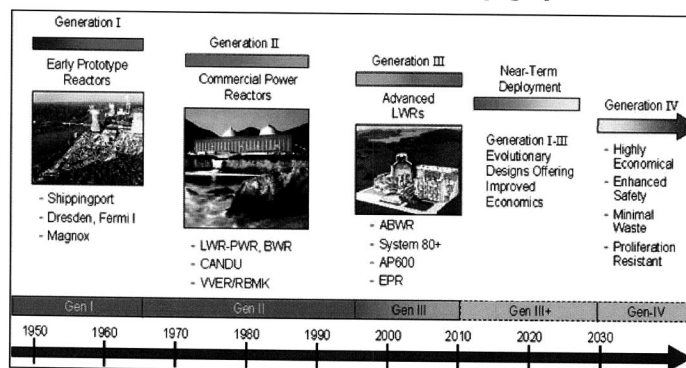 Generation I
Early Prototype
Reactors
- Shippingport
- Dresden, Fermi I
- Magnox
Generation II
Commercial Power
Reactors
- LWR-PWR, BWR
- CANDU
- VVER/RBMK
Generation III
Advanced
LWRs
- ABWR
- System 80+
- AP600
- EPR
Near-Term
Deployment
Generation I-III
Evolutionary
Designs Offering
Improved
Economics
Generation IV
- Highly
Economical
- Enhanced
Safety
- Minimal
Waste
- Proliferation
Resistant
Gen I Gen II Gen III Gen III+ Gen-IV
1950 1960 1970 1980 1990 2000 2010 2020 2030